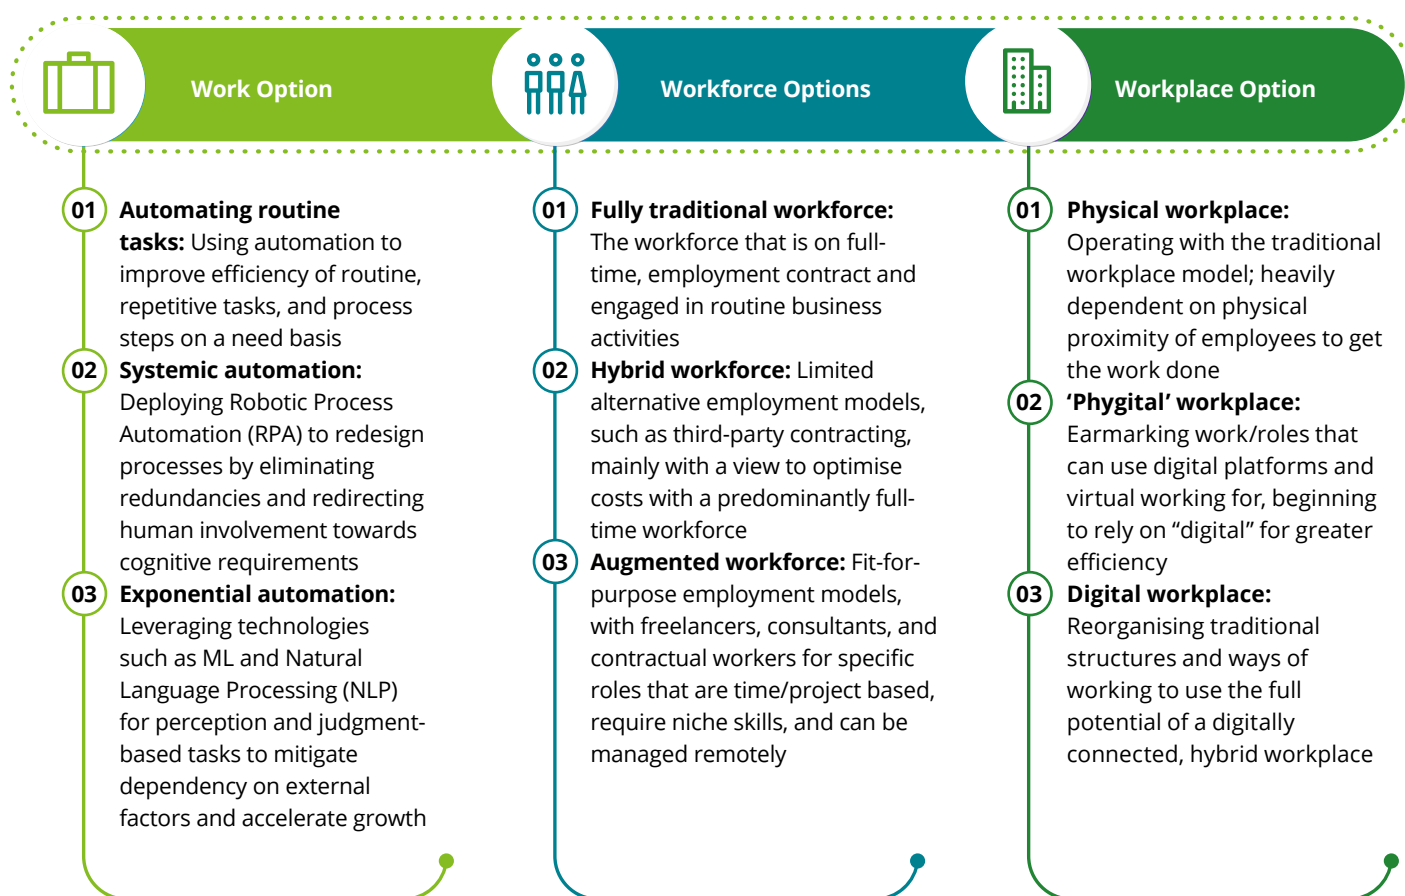 Work Option
Workforce Options
Workplace Option
01
Automating routine
tasks: Using automation to
improve efficiency of routine,
repetitive tasks, and process
steps on a need basis
02
Systemic automation:
Deploying Robotic Process
Automation (RPA) to redesign
processes by eliminating
redundancies and redirecting
human involvement towards
cognitive requirements
03
Exponential automation:
Leveraging technologies
such as ML and Natural
Language Processing (NLP)
for perception and judgment-
based tasks to mitigate
dependency on external
factors and accelerate growth
01
Fully traditional workforce:
The workforce that is on full-
time, employment contract and
engaged in routine business
activities
02
Hybrid workforce: Limited
alternative employment models,
such as third-party contracting,
mainly with a view to optimise
costs with a predominantly full-
time workforce
03
Augmented workforce: Fit-for-
purpose employment models,
with freelancers, consultants, and
contractual workers for specific
roles that are time/project based,
require niche skills, and can be
managed remotely
01
Physical workplace:
Operating with the traditional
workplace model; heavily
dependent on physical
proximity of employees to get
the work done
02
‘Phygital’ workplace:
Earmarking work/roles that
can use digital platforms and
virtual working for, beginning
to rely on “digital” for greater
efficiency
03
Digital workplace:
Reorganising traditional
structures and ways of
working to use the full
potential of a digitally
connected, hybrid workplace